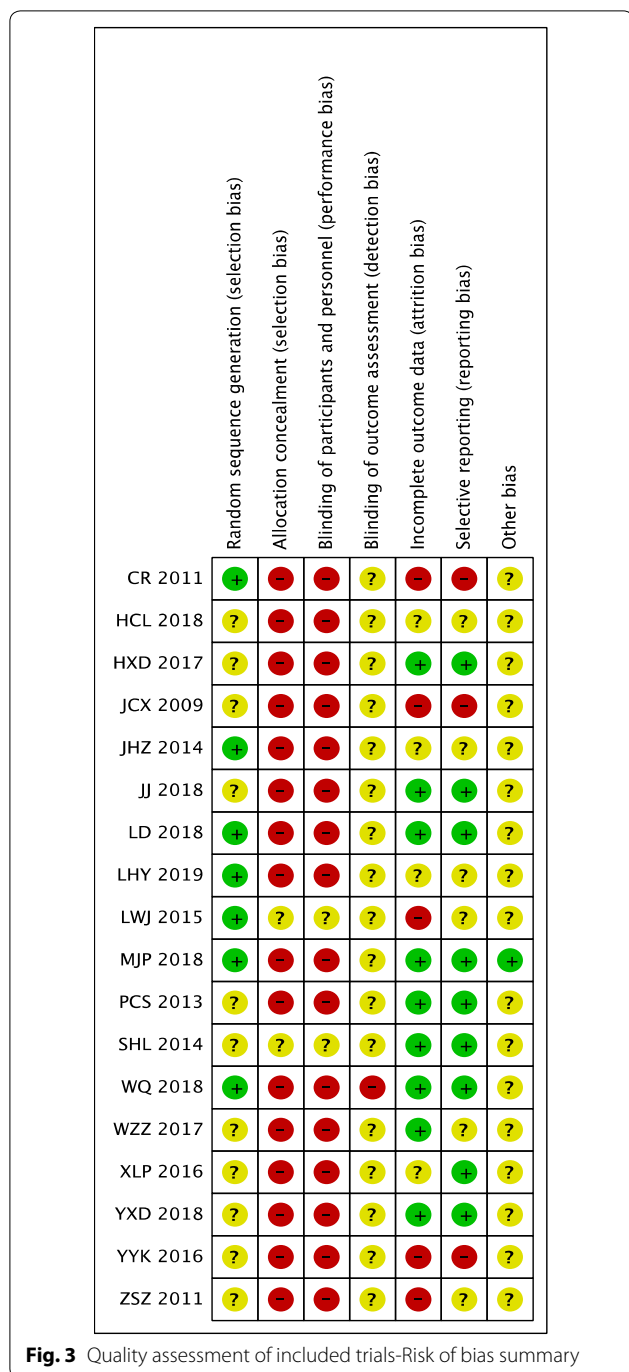 Random sequence generation (selection bias)
Allocation concealment (selection bias)
Blinding of participants and personnel (performance bias)
Blinding of outcome assessment (detection bias)
Incomplete outcome data (attrition bias)
Selective reporting (reporting bias)
Other bias
CR 2011 + - - ? - - ?
HCL 2018 ? - - ? ? ? ?
HXD 2017 ? - - ? + + ?
JCX 2009 ? - - ? - - ?
JHZ 2014 + - - ? ? ? ?
JJ 2018 ? - - ? + + ?
LD 2018 + - - ? + + ?
LHY 2019 + - - ? ? ? ?
LWJ 2015 + ? ? ? - ? ?
MJP 2018 + - - ? + + +
PCS 2013 ? - - ? + + ?
SHL 2014 ? ? ? ? + + ?
WQ 2018 + - - - + + ?
WZZ 2017 ? - - ? + ? ?
XLP 2016 ? - - ? ? + ?
YXD 2018 ? - - ? + + ?
YYK 2016 ? - - ? - - ?
ZSZ 2011 ? - - ? - ? ?
Fig. 3 Quality assessment of included trials-Risk of bias summary